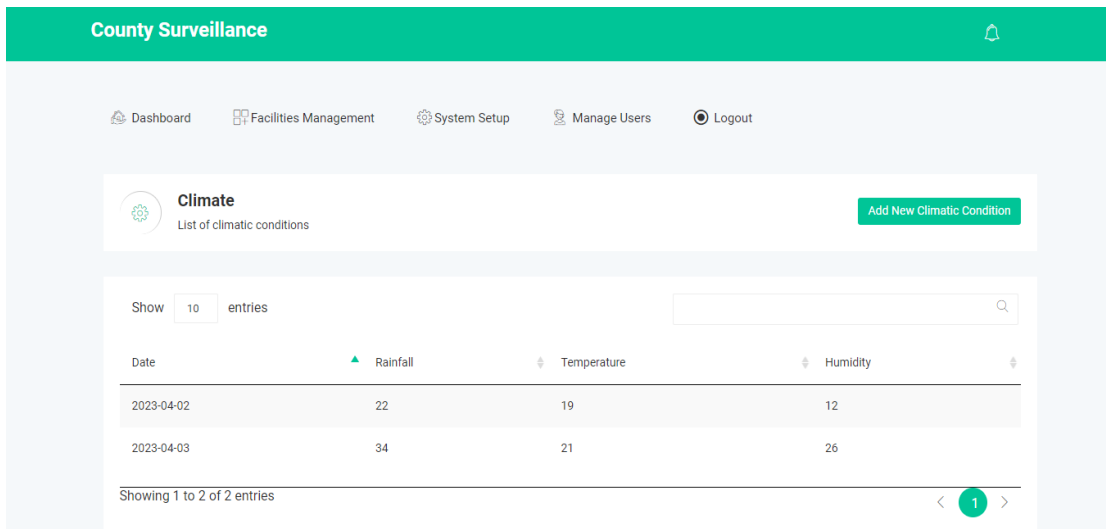 County Surveillance
Dashboard Facilities Management System Setup Manage Users Logout
Climate
List of climatic conditions
Add New Climatic Condition
Show 10 entries
Date Rainfall Temperature Humidity
2023-04-02 22 19 12
2023-04-03 34 21 26
Showing 1 to 2 of 2 entries
< 1 >